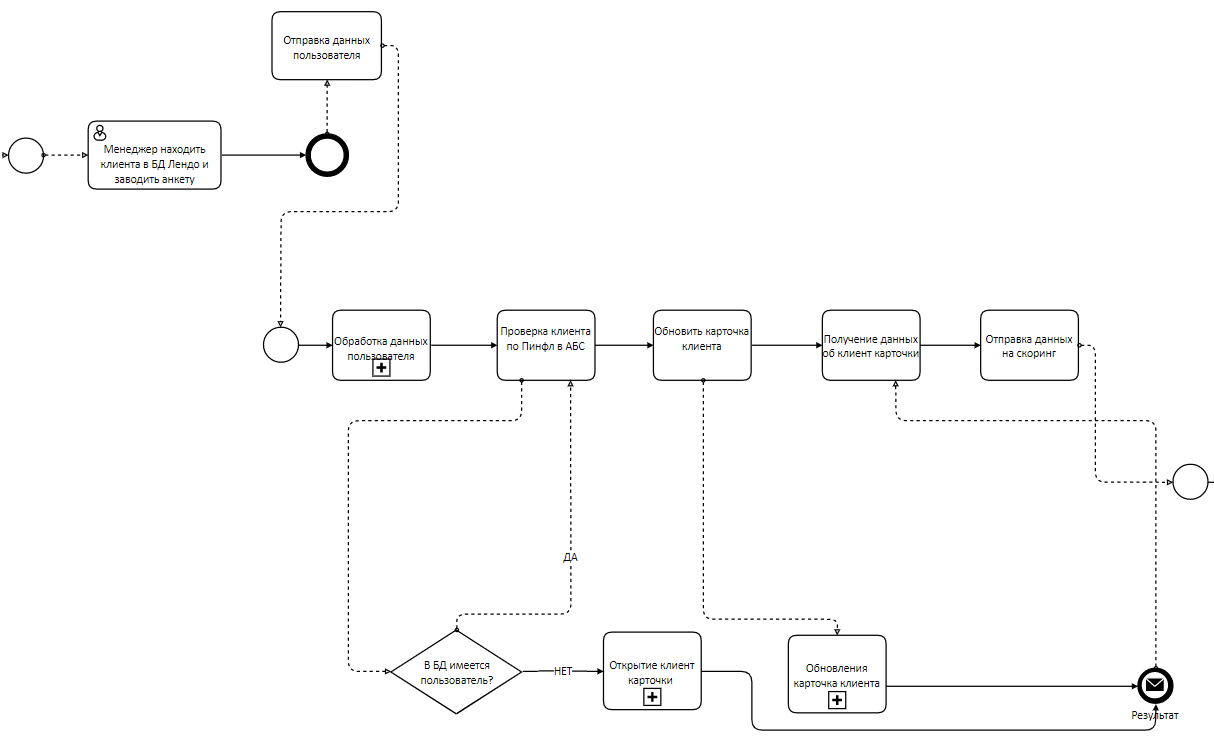 Отправка данных
пользователя
Менеджер находить
клиента в БД Лендо и
заводить анкету
Обработка данных
пользователя
Проверка клиента
по Пинфл в АБС
Обновить карточка
клиента
Получение данных
об клиент карточки
Отправка данных
на скоринг
ДА
В БД имеется
пользователь?
НЕТ
Открытие клиент
карточки
Обновления
карточка клиента
Результат